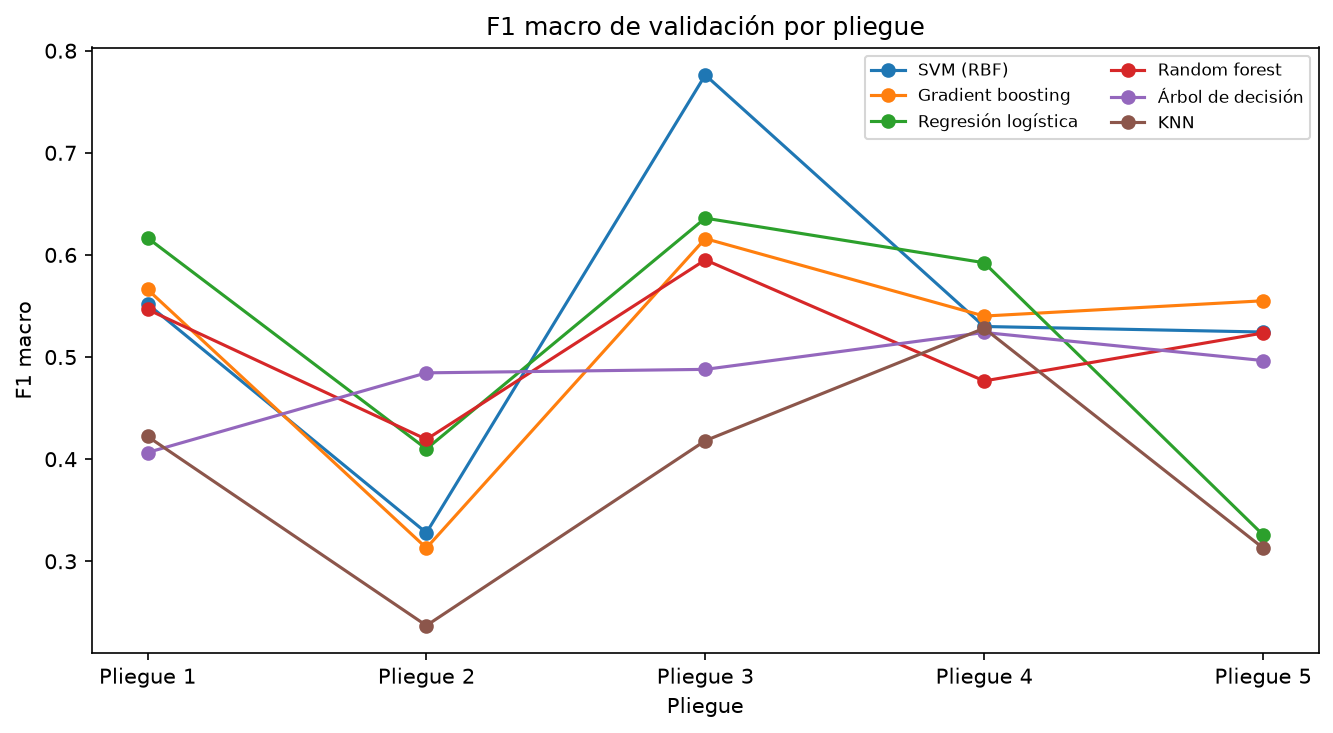 F1 macro de validación por pliegue
F1 macro
0.8
0.7
0.6
0.5
0.4
0.3
SVM (RBF)
Gradient boosting
Regresión logística
Random forest
Árbol de decisión
KNN
Pliegue 1
Pliegue 2
Pliegue 3
Pliegue 4
Pliegue 5
Pliegue